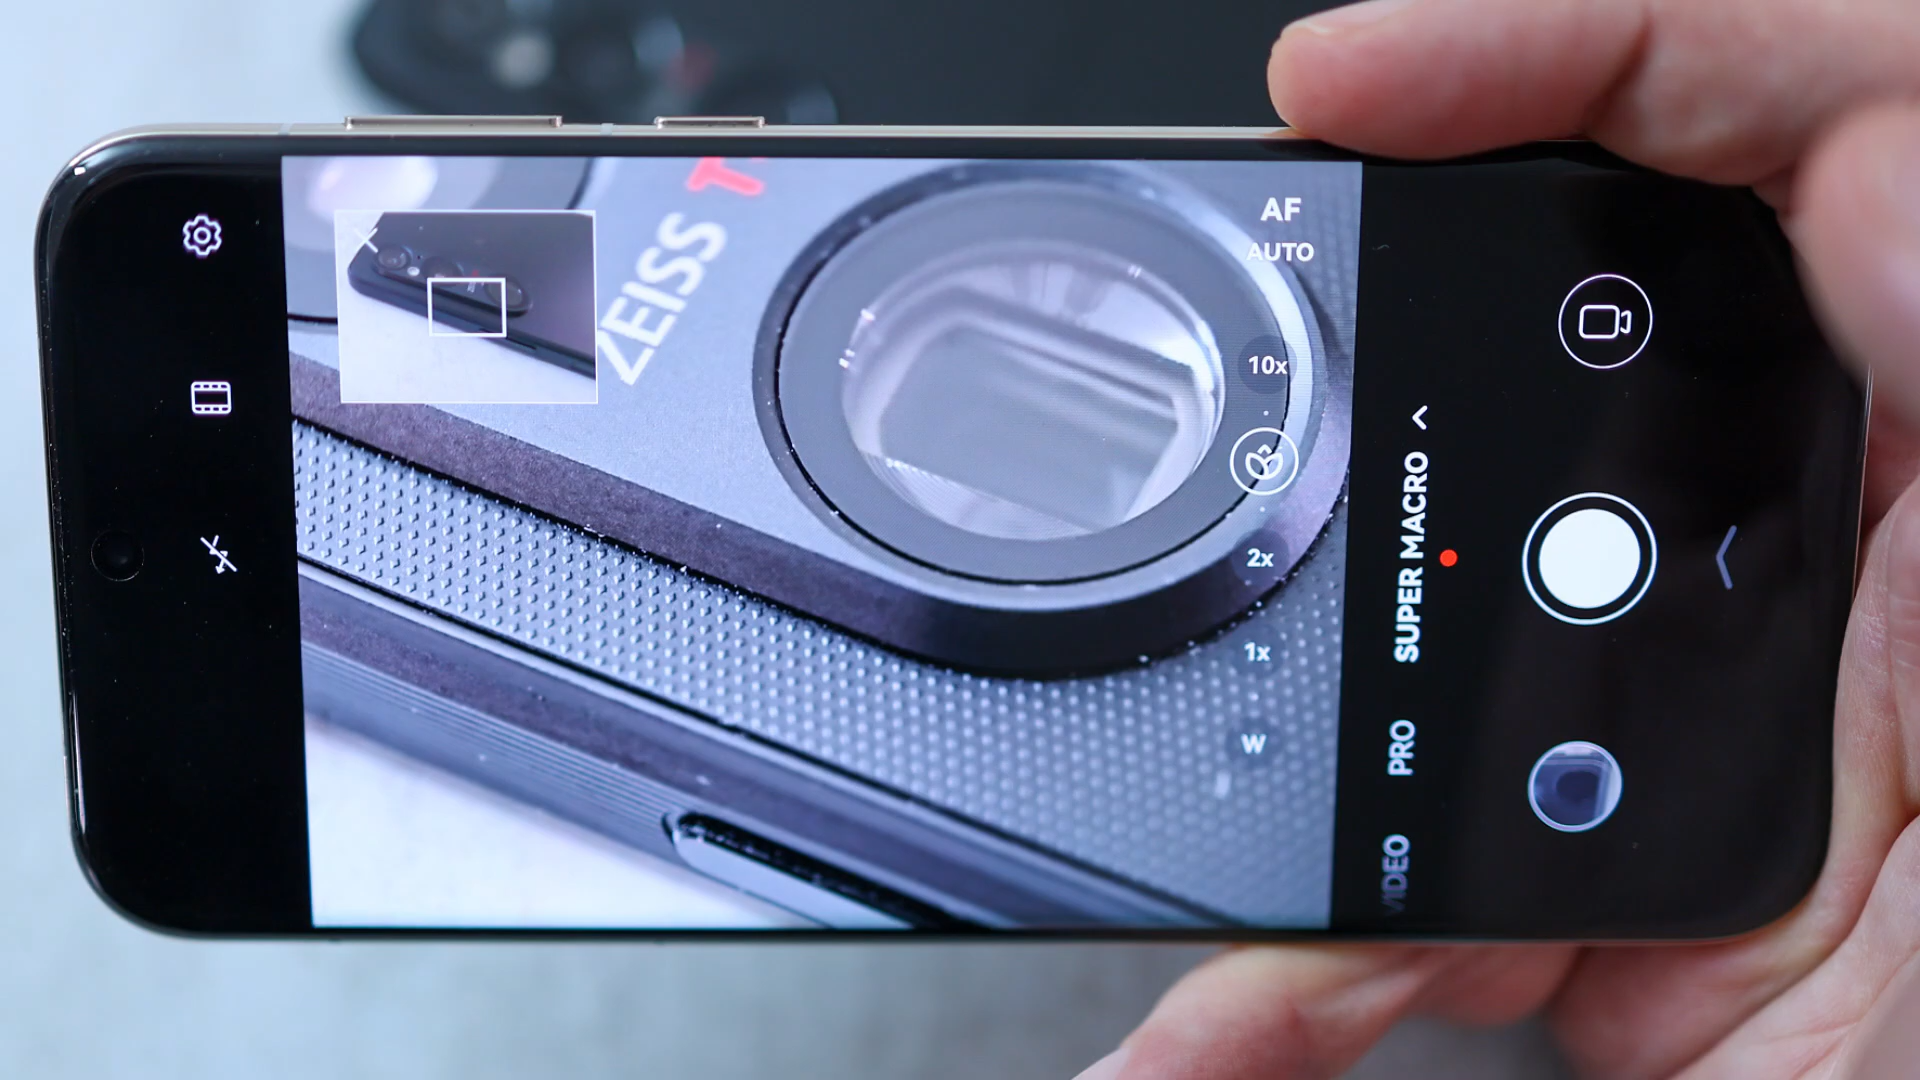 ZEISS T*
AF
AUTO
10x
2x
1x
W
SUPER MACRO
PRO
VIDEO